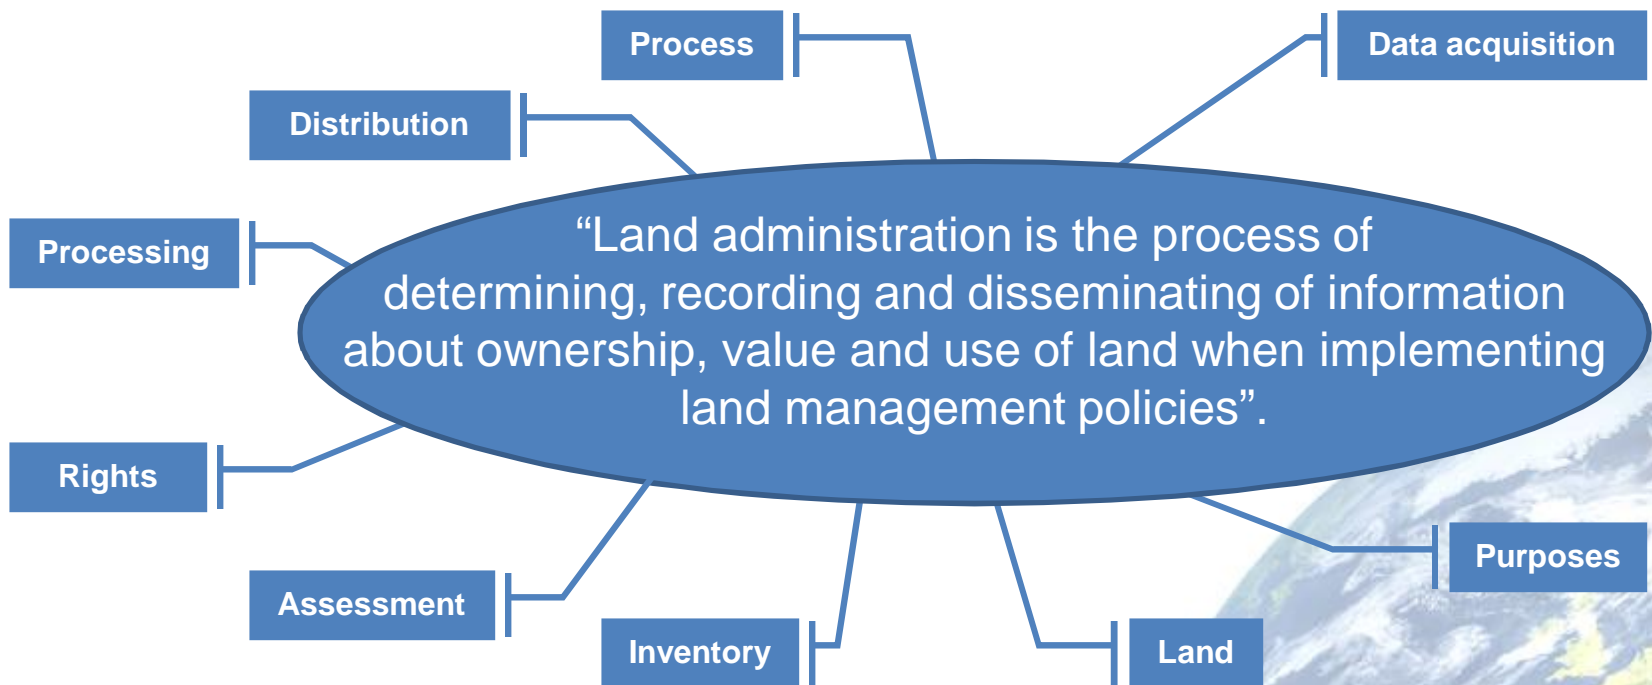 Process
Data acquisition
Distribution
Processing
“Land administration is the process of
determining, recording and disseminating of information
about ownership, value and use of land when implementing
land management policies”.
Rights
Purposes
Assessment
Inventory
Land